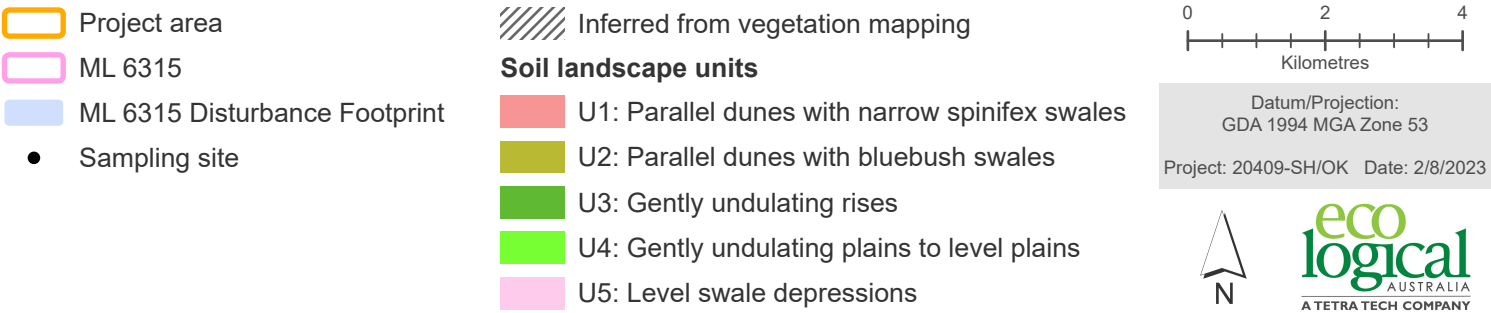 Project area
ML 6315
ML 6315 Disturbance Footprint
Sampling site
Inferred from vegetation mapping
Soil landscape units
U1: Parallel dunes with narrow spinifex swales
U2: Parallel dunes with bluebush swales
U3: Gently undulating rises
U4: Gently undulating plains to level plains
U5: Level swale depressions
0 2 4
Kilometres
Datum/Projection:
GDA 1994 MGA Zone 53
Project: 20409-SH/OK Date: 2/8/2023
N
eco
logical
AUSTRALIA
A TETRA TECH COMPANY